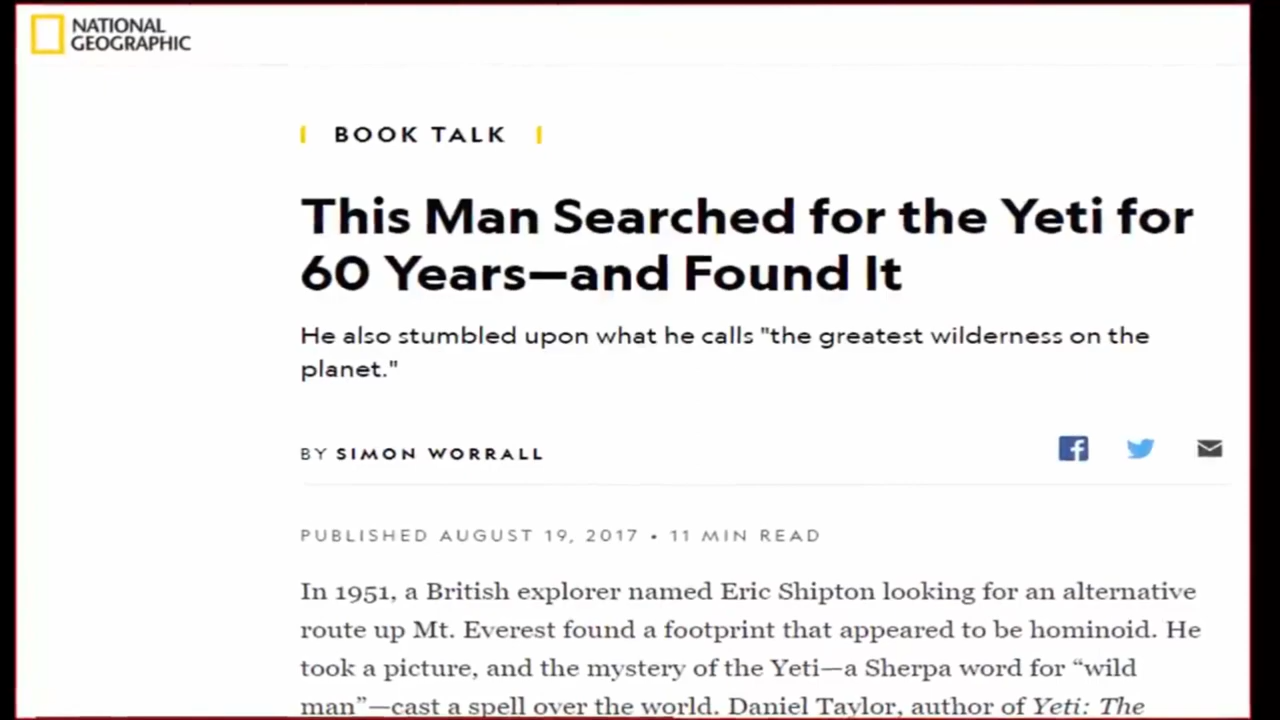 NATIONAL
GEOGRAPHIC
BOOK TALK
This Man Searched for the Yeti for
60 Years—and Found It
He also stumbled upon what he calls "the greatest wilderness on the
planet."
BY SIMON WORRALL
PUBLISHED AUGUST 19, 2017 • 11 MIN READ
In 1951, a British explorer named Eric Shipton looking for an alternative
route up Mt. Everest found a footprint that appeared to be hominoid. He
took a picture, and the mystery of the Yeti—a Sherpa word for “wild
man”—cast a spell over the world. Daniel Taylor, author of Yeti: The